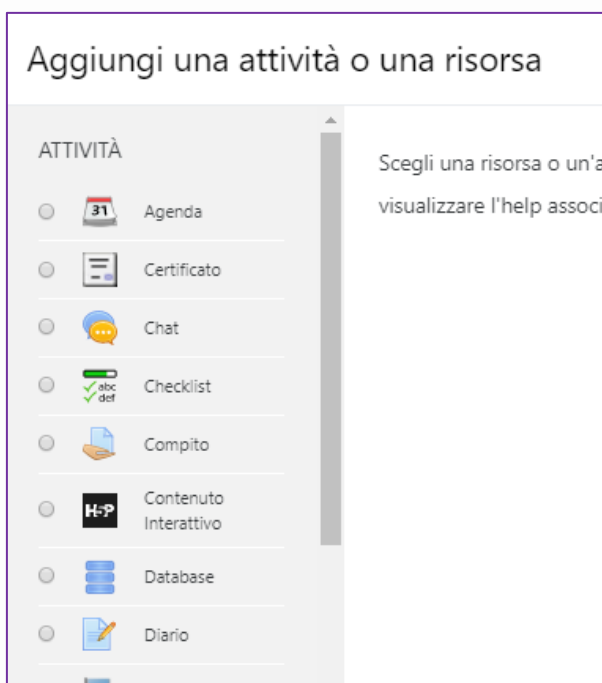 Aggiungi una attività o una risorsa
ATTIVITÀ
Scegli una risorsa o un'a
visualizzare l'help associ
31 Agenda
Certificato
Chat
abc def Checklist
Compito
H5P Contenuto
Interattivo
Database
Diario